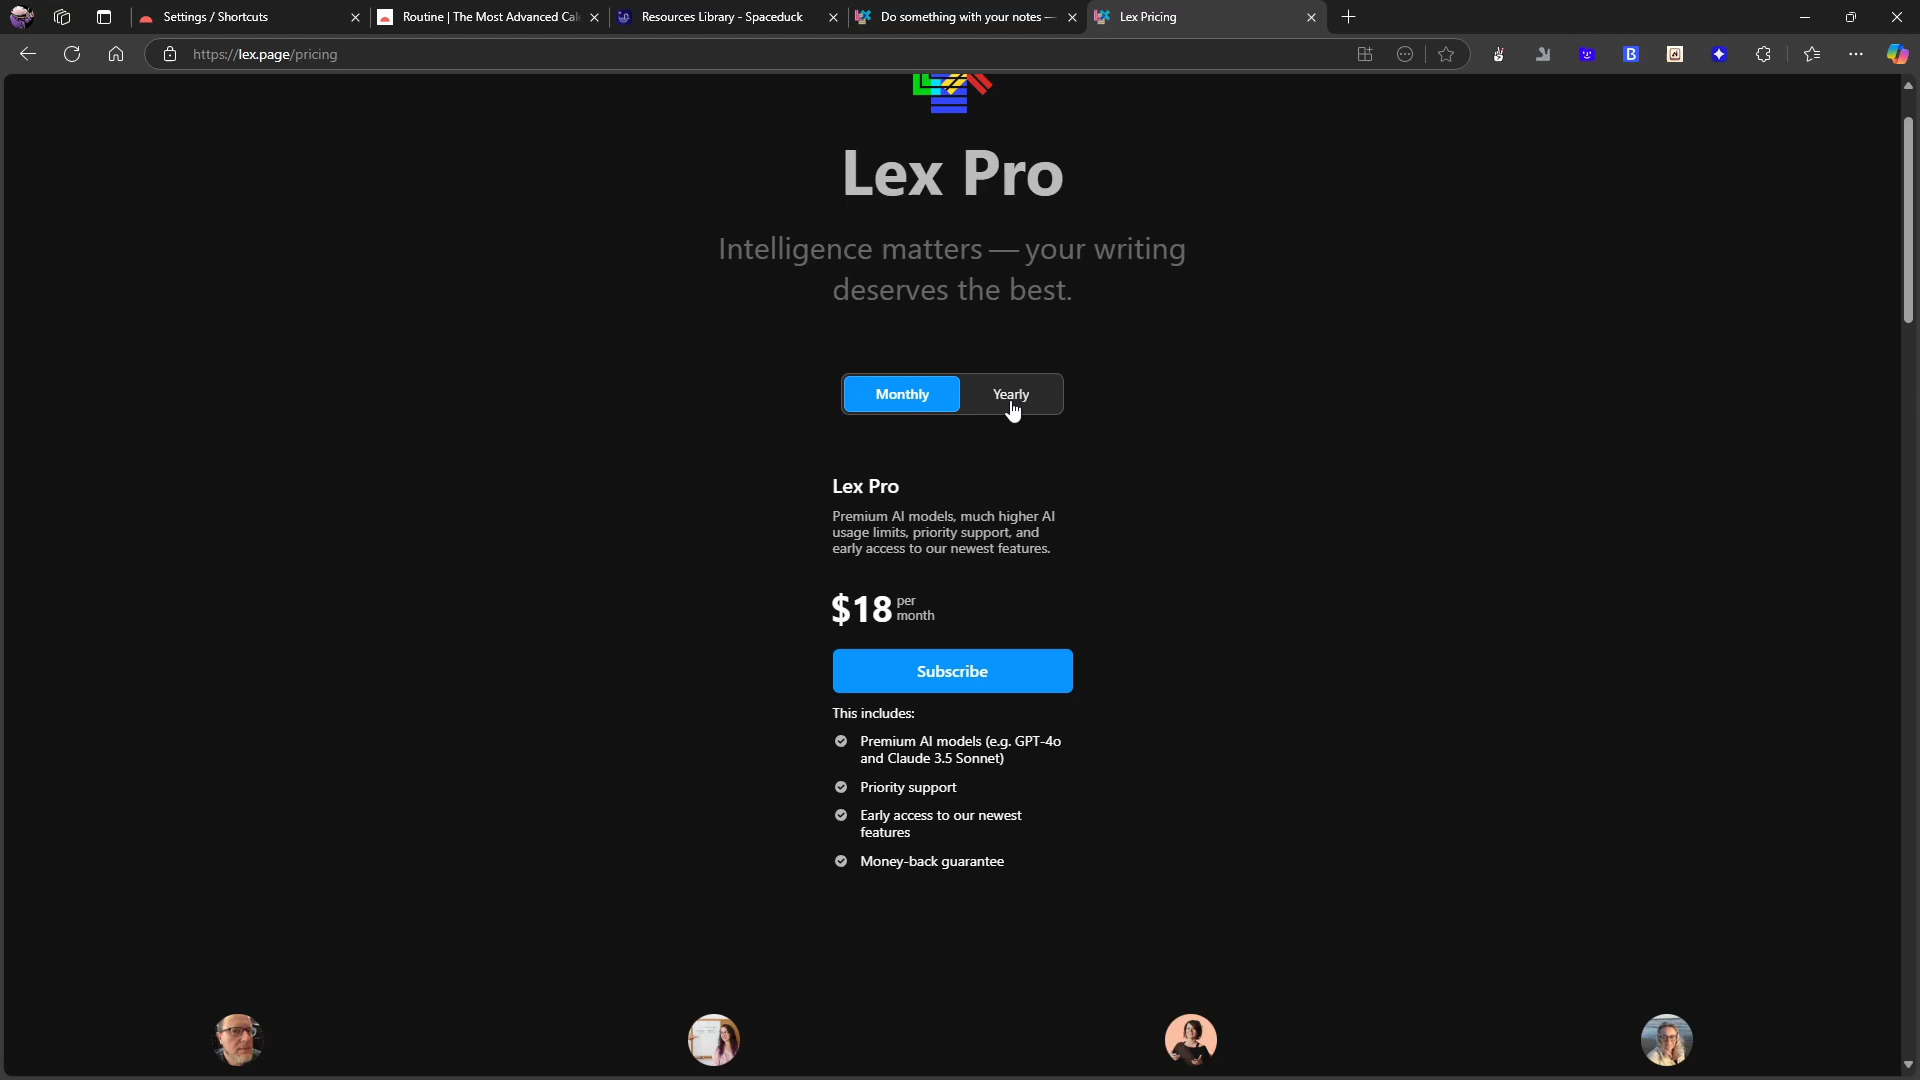 Settings / Shortcuts
Routine | The Most Advanced Cal
Resources Library - Spaceduck
Do something with your notes —
Lex Pricing
https://lex.page/pricing
Lex Pro
Intelligence matters — your writing
deserves the best.
Monthly
Yearly
Lex Pro
Premium AI models, much higher AI
usage limits, priority support, and
early access to our newest features.
$18 per
month
Subscribe
This includes:
Premium AI models (e.g. GPT-4o
and Claude 3.5 Sonnet)
Priority support
Early access to our newest
features
Money-back guarantee